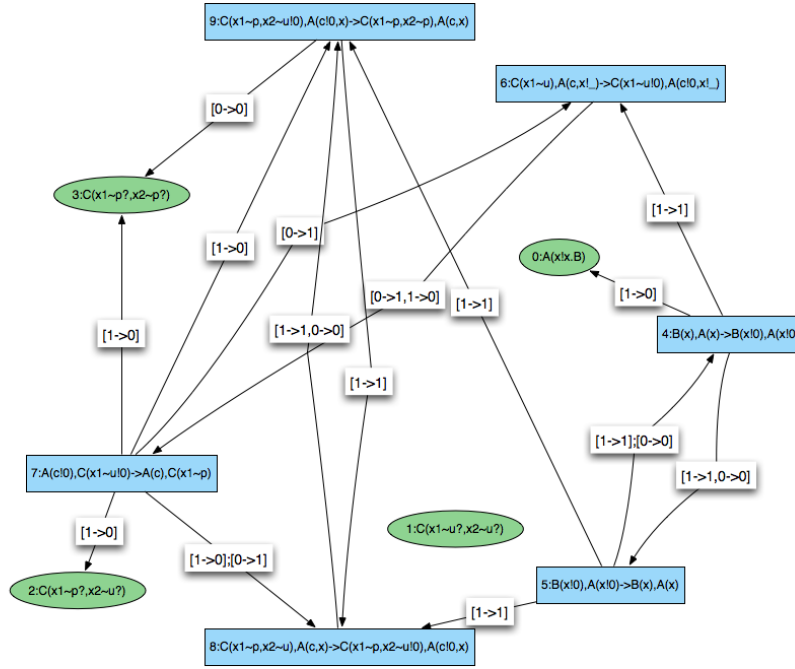 9:C(x1~p,x2~u!0),A(c!0,x)->C(x1~p,x2~p),A(c,x)
6:C(x1~u),A(c,x!_)->C(x1~u!0),A(c!0,x!_)
[0->0]
3:C(x1~p?,x2~p?)
[1->1]
[0->1]
[1->0]
0:A(x!x.B)
[1->0]
[0->1,1->0]
[1->1]
[1->0]
[1->1,0->0]
4:B(x),A(x)->B(x!0),A(x!0
[1->1]
[1->1];[0->0]
7:A(c!0),C(x1~u!0)->A(c),C(x1~p)
[1->1,0->0]
[1->0]
1:C(x1~u?,x2~u?)
[1->0];[0->1]
2:C(x1~p?,x2~u?)
5:B(x!0),A(x!0)->B(x),A(x)
[1->1]
8:C(x1~p,x2~u),A(c,x)->C(x1~p,x2~u!0),A(c!0,x)